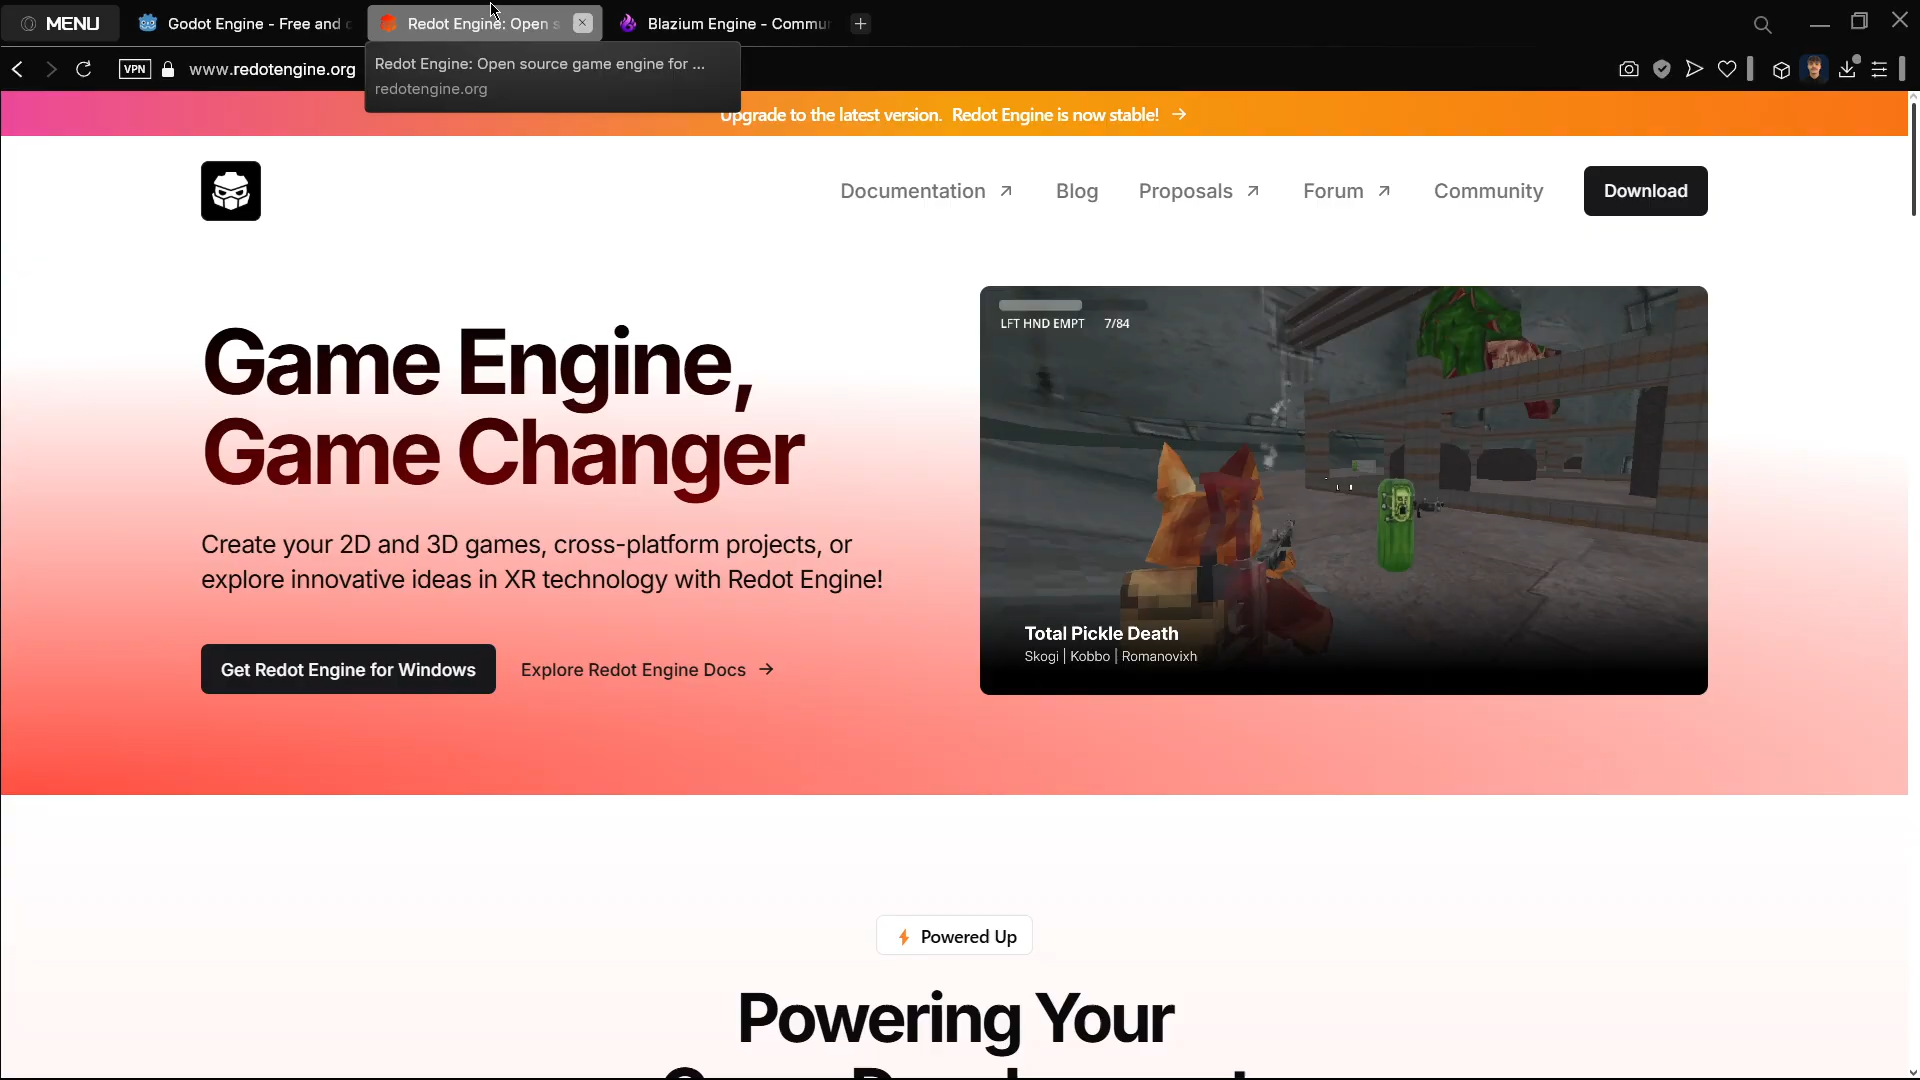 MENU
Godot Engine - Free and
Redot Engine: Open
Blazium Engine - Commu
VPN
www.redotengine.org
Redot Engine: Open source game engine for ...
redotengine.org
Upgrade to the latest version. Redot Engine is now stable! →
Documentation
Blog
Proposals
Forum
Community
Download
LFT HND EMPT 7/84
Game Engine,
Game Changer
Create your 2D and 3D games, cross-platform projects, or
explore innovative ideas in XR technology with Redot Engine!
Total Pickle Death
Skogi | Kobbo | Romanovixh
Get Redot Engine for Windows
Explore Redot Engine Docs →
Powered Up
Powering Your